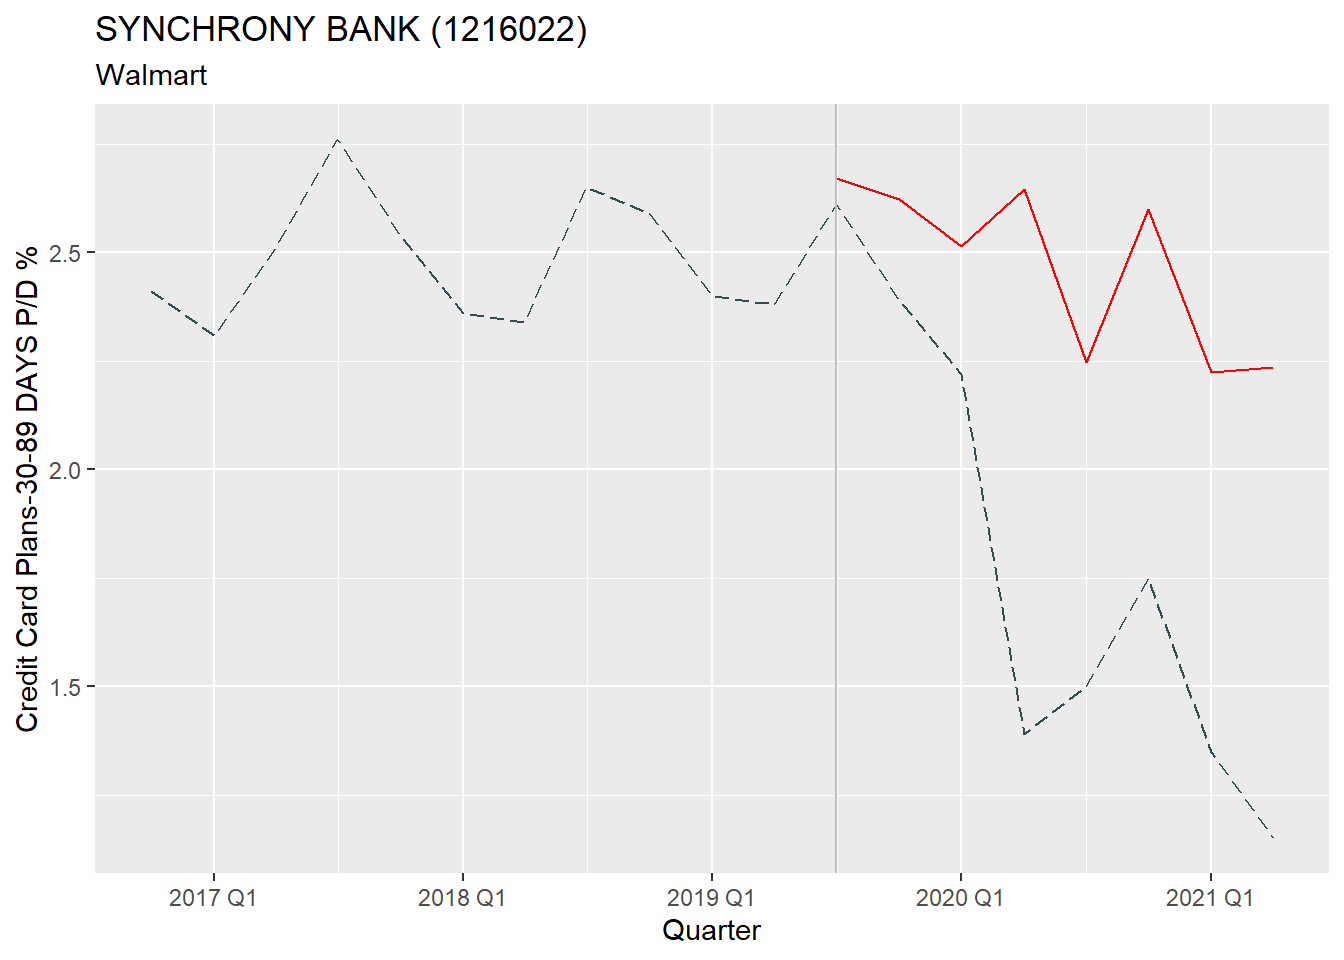 SYNCHRONY BANK (1216022)
Walmart
Credit Card Plans-30-89 DAYS P/D %
2.5
2.0
1.5
2017 Q1
2018 Q1
2019 Q1
2020 Q1
2021 Q1
Quarter